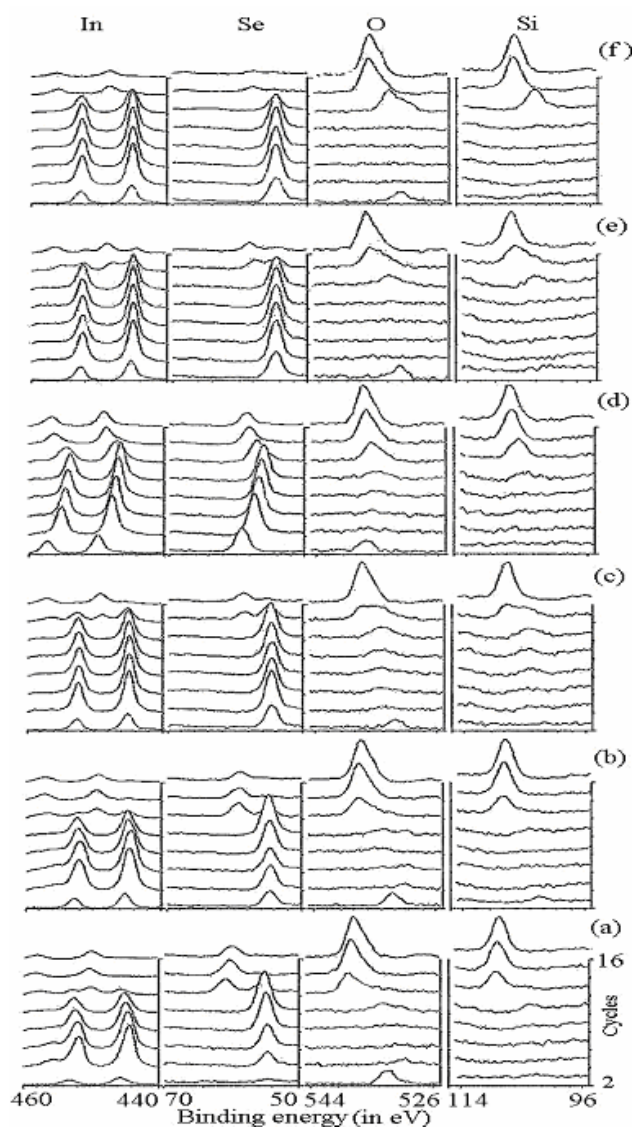 In Se O Si
(f)
(e)
(d)
(c)
(b)
(a)
16
Cycles
2
460 440 70 50 544 526 114 96
Binding energy (in eV)